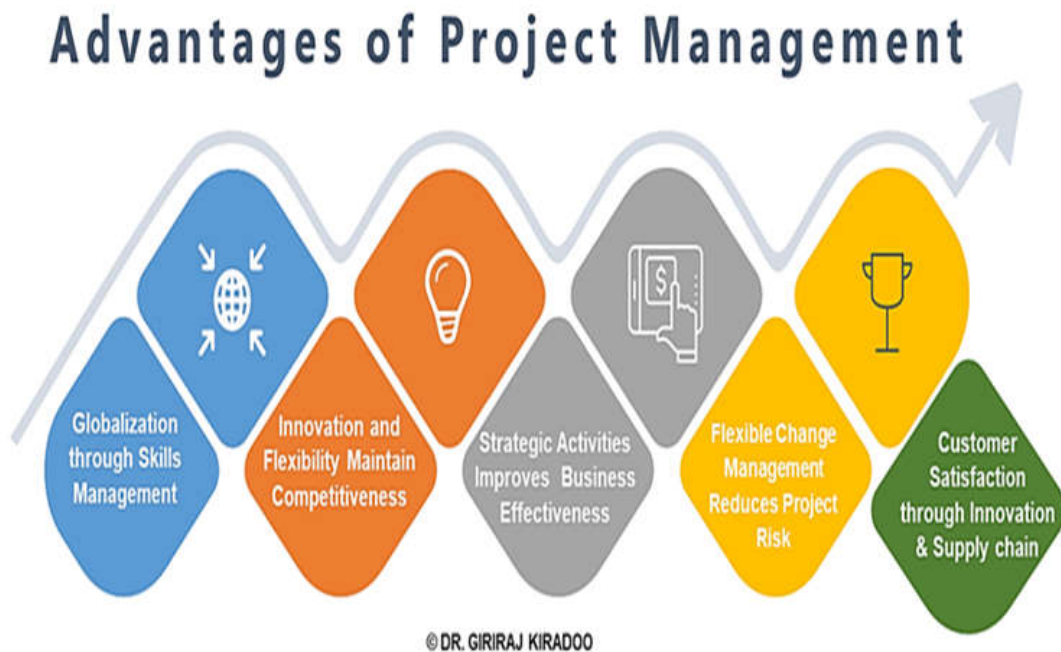 Advantages of Project Management
$
Globalization
through Skills
Management
Innovation and
Flexibility Maintain
Competitiveness
Strategic Activities
Improves Business
Effectiveness
Flexible Change
Management
Reduces Project
Risk
Customer
Satisfaction
through Innovation
& Supply chain
© DR. GIRIRAJ KIRADOO